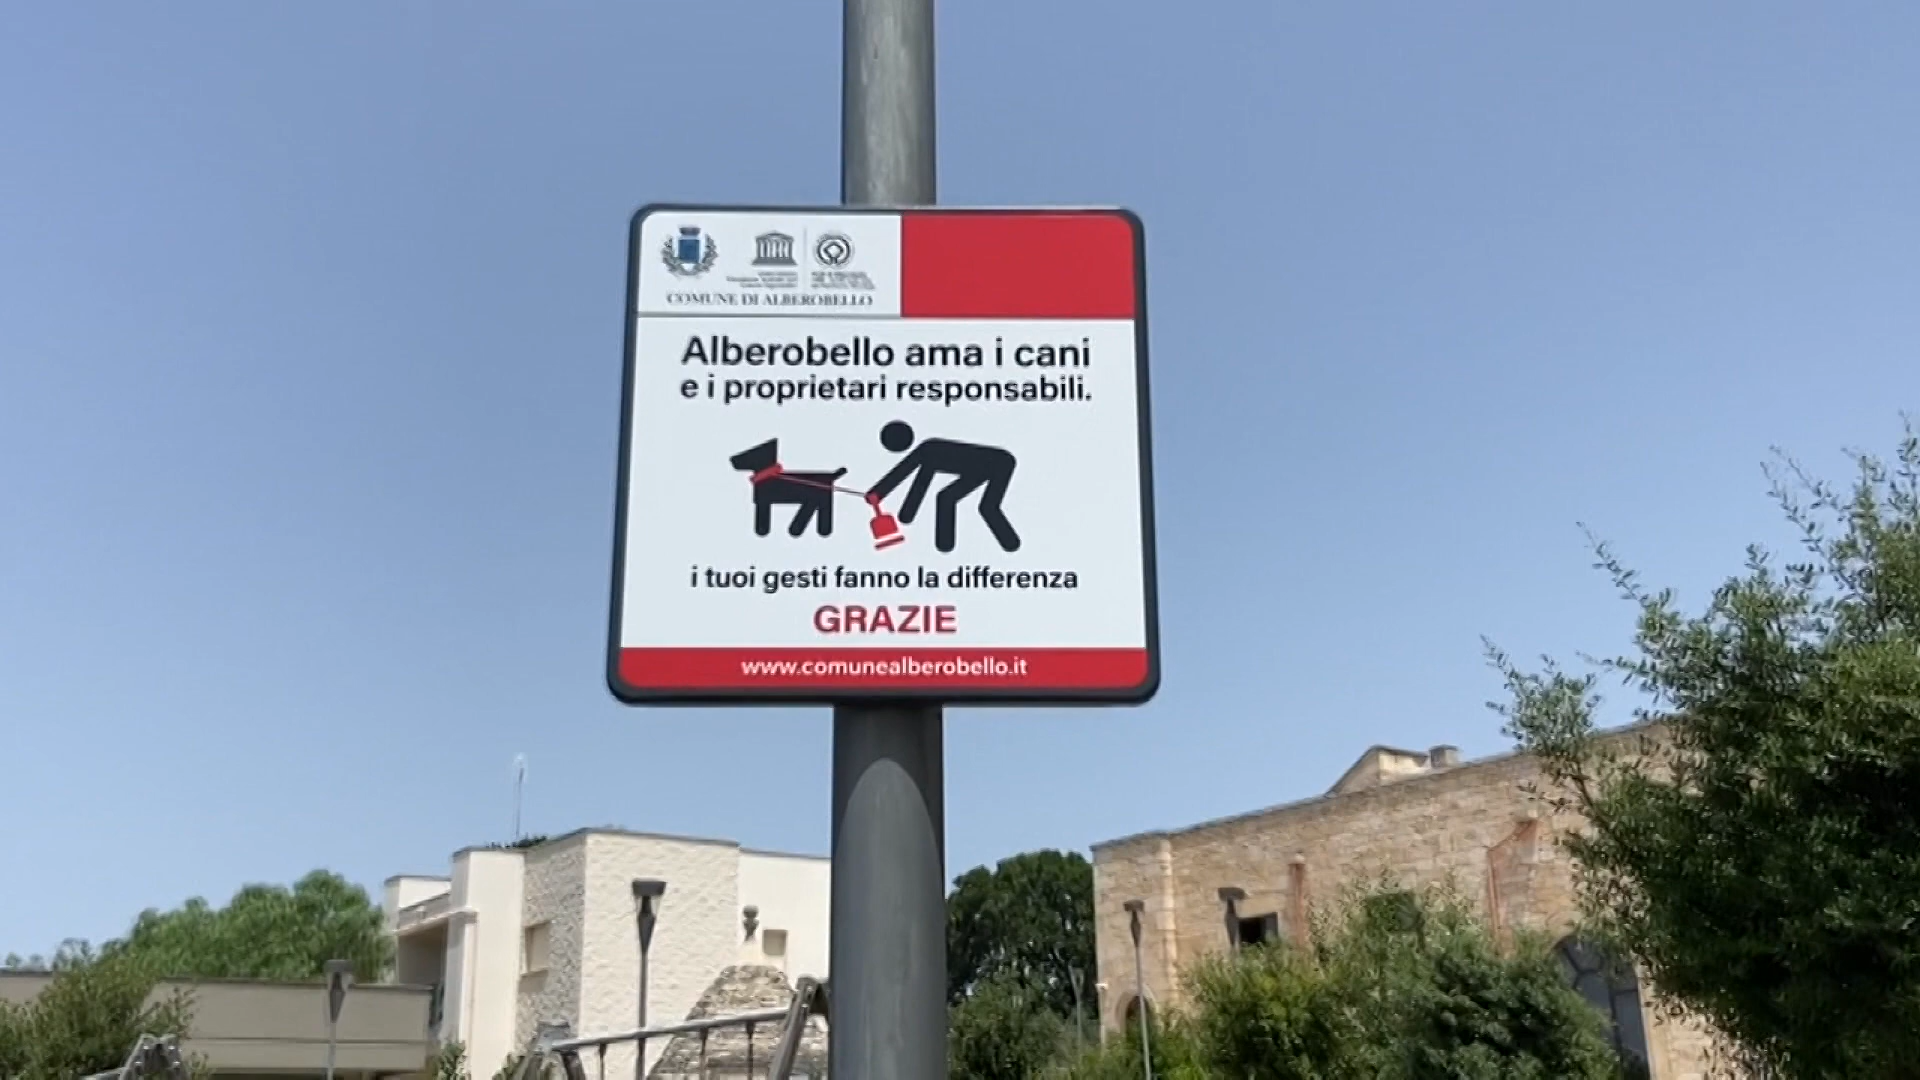 COMUNE DI ALBEROBELLO
Alberobello ama i cani
e i proprietari responsabili.
i tuoi gesti fanno la differenza
GRAZIE
www.comunealberobello.it